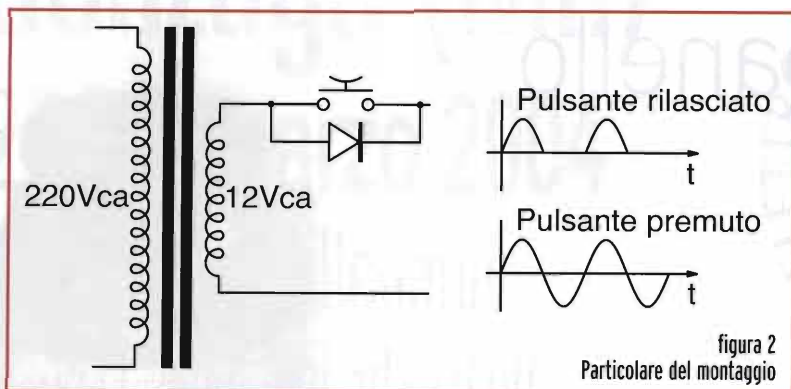 220Vca
12Vca
Pulsante rilasciato
t
Pulsante premuto
t
figura 2
Particolare del montaggio